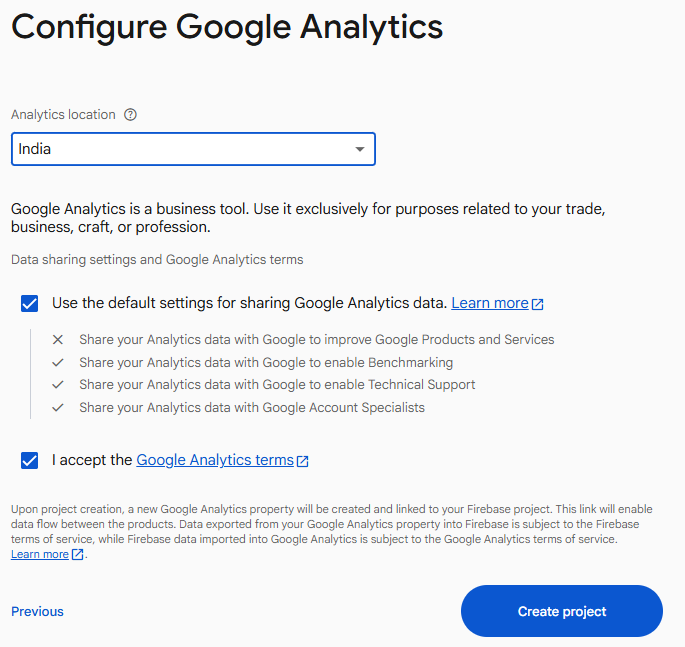 Configure Google Analytics
Analytics location
India
Google Analytics is a business tool. Use it exclusively for purposes related to your trade,
business, craft, or profession.
Data sharing settings and Google Analytics terms
Use the default settings for sharing Google Analytics data. Learn more
Share your Analytics data with Google to improve Google Products and Services
Share your Analytics data with Google to enable Benchmarking
Share your Analytics data with Google to enable Technical Support
Share your Analytics data with Google Account Specialists
I accept the Google Analytics terms
Upon project creation, a new Google Analytics property will be created and linked to your Firebase project. This link will enable
data flow between the products. Data exported from your Google Analytics property into Firebase is subject to the Firebase
terms of service, while Firebase data imported into Google Analytics is subject to the Google Analytics terms of service.
Learn more.
Previous
Create project